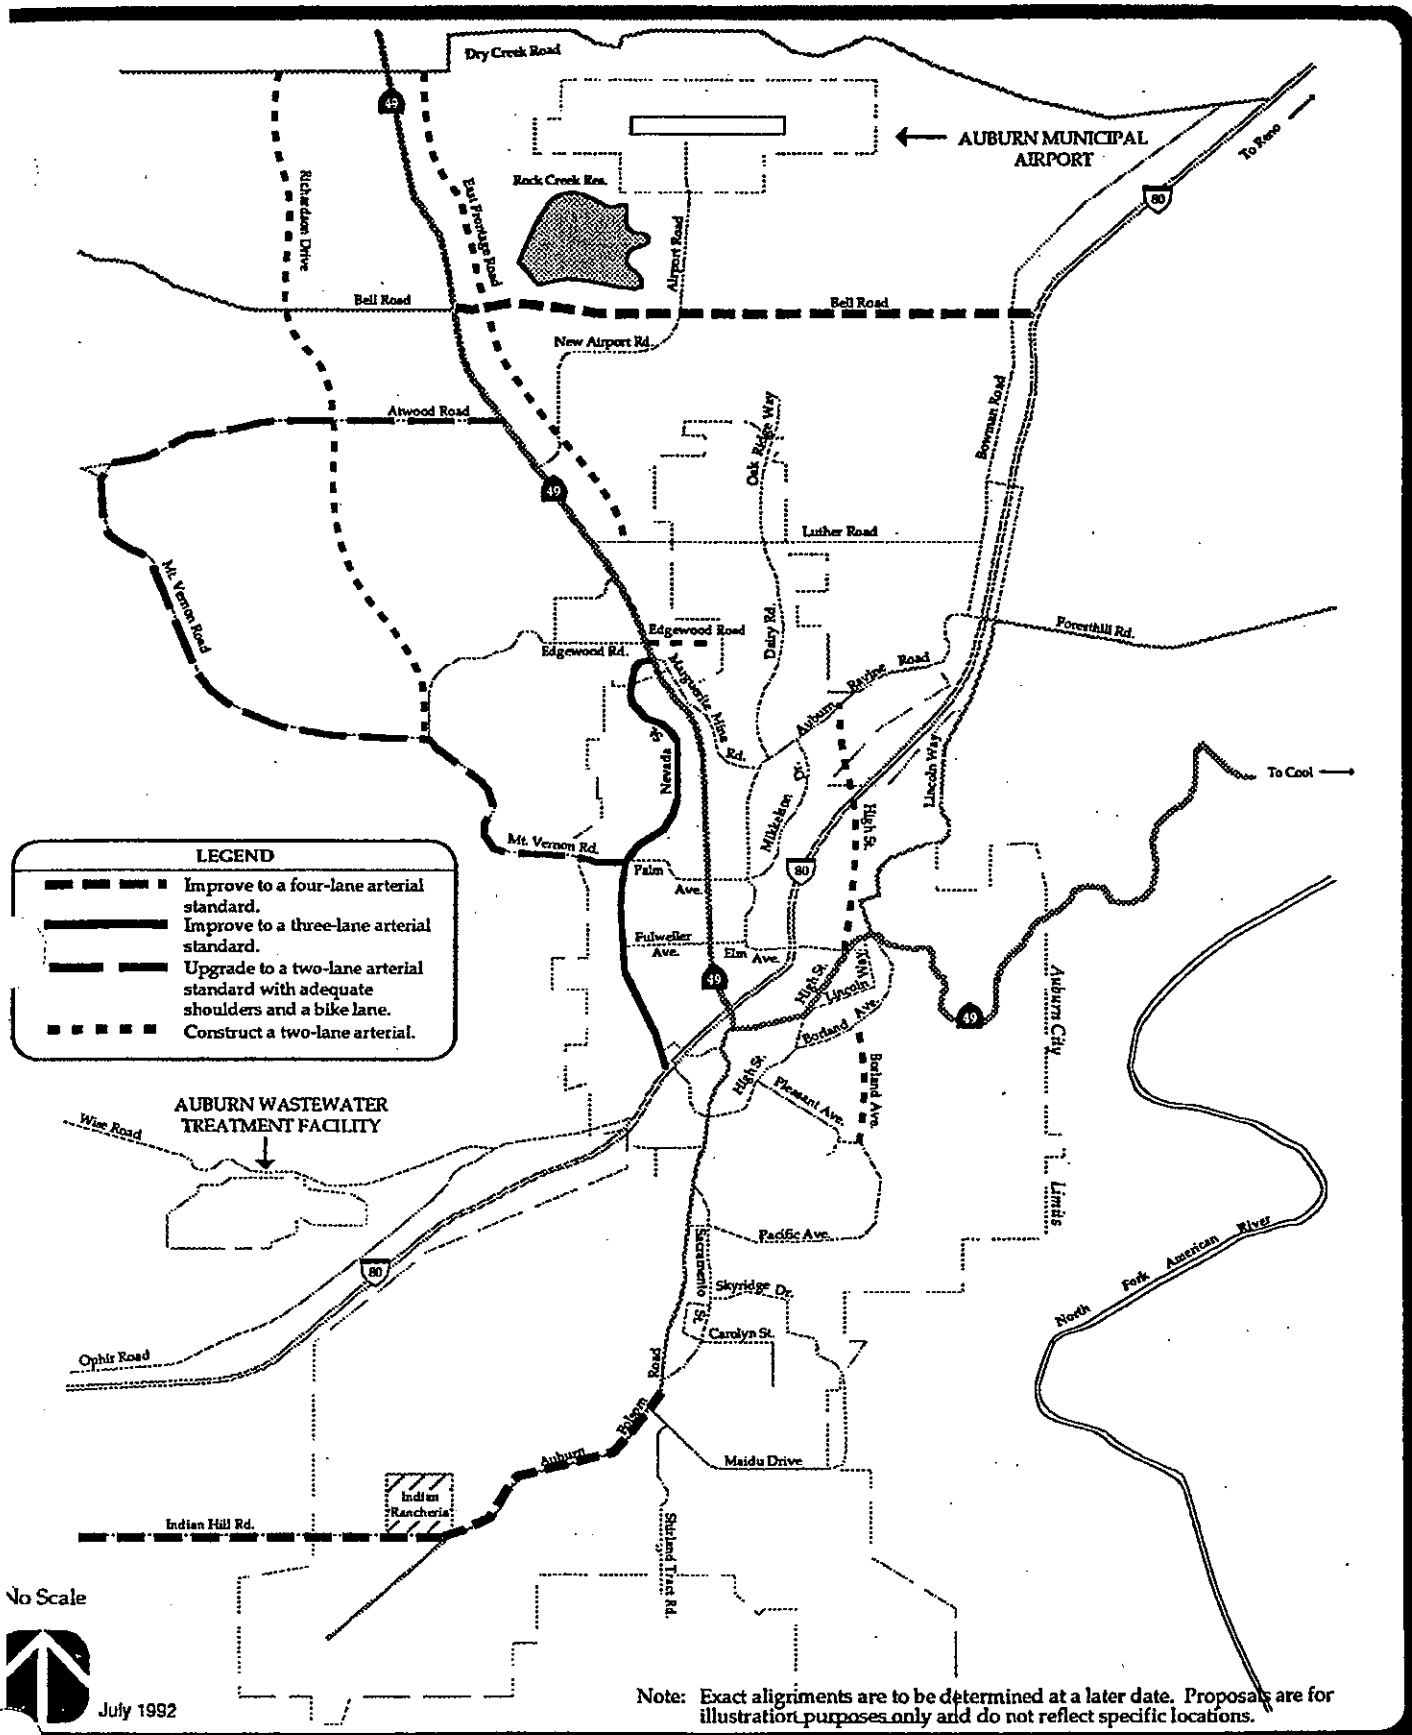 Dry Creek Road
49
AUBURN MUNICIPAL
AIRPORT
To Reno
80
Rock Creek Res.
Richardson Drive
East Frontage Road
Airport Road
Bell Road
Bell Road
New Airport Rd.
Atwood Road
Oak Ridge Way
Bowman Road
49
Luther Road
Mt. Vernon Road
Dairy Rd.
Edgewood Road
Edgewood Rd.
Foresthill Rd.
Marguerite Mine Rd.
Auburn Ravine Road
Nevada St.
Lincoln Way
To Cool
Mikkelson Dr.
High St.
Mt. Vernon Rd.
Palm
Ave.
80
LEGEND
Improve to a four-lane arterial
standard.
Improve to a three-lane arterial
standard.
Upgrade to a two-lane arterial
standard with adequate
shoulders and a bike lane.
Construct a two-lane arterial.
Fulweiler
Ave.
Elm Ave.
49
High St.
Lincoln Way
Borland Ave.
49
Auburn City Limits
High St.
Pleasant Ave.
Borland Ave.
AUBURN WASTEWATER
TREATMENT FACILITY
Wise Road
Pacific Ave.
Sacramento St.
North Fork American River
80
Skyridge Dr.
Carolyn St.
Ophir Road
Auburn Folsom Road
Maidu Drive
Indian
Rancheria
Indian Hill Rd.
Shirland Tract Rd.
No Scale
July 1992
Note: Exact alignments are to be determined at a later date. Proposals are for
illustration purposes only and do not reflect specific locations.